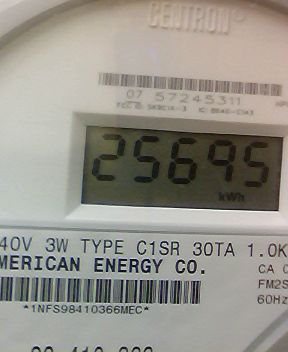 CENTRON®
07 57245311
25695
kWh
40V 3W TYPE C1SR 30TA 1.0K
MERICAN ENERGY CO.
CA 0
FM2S
60Hz
*1NFS98410366MEC*